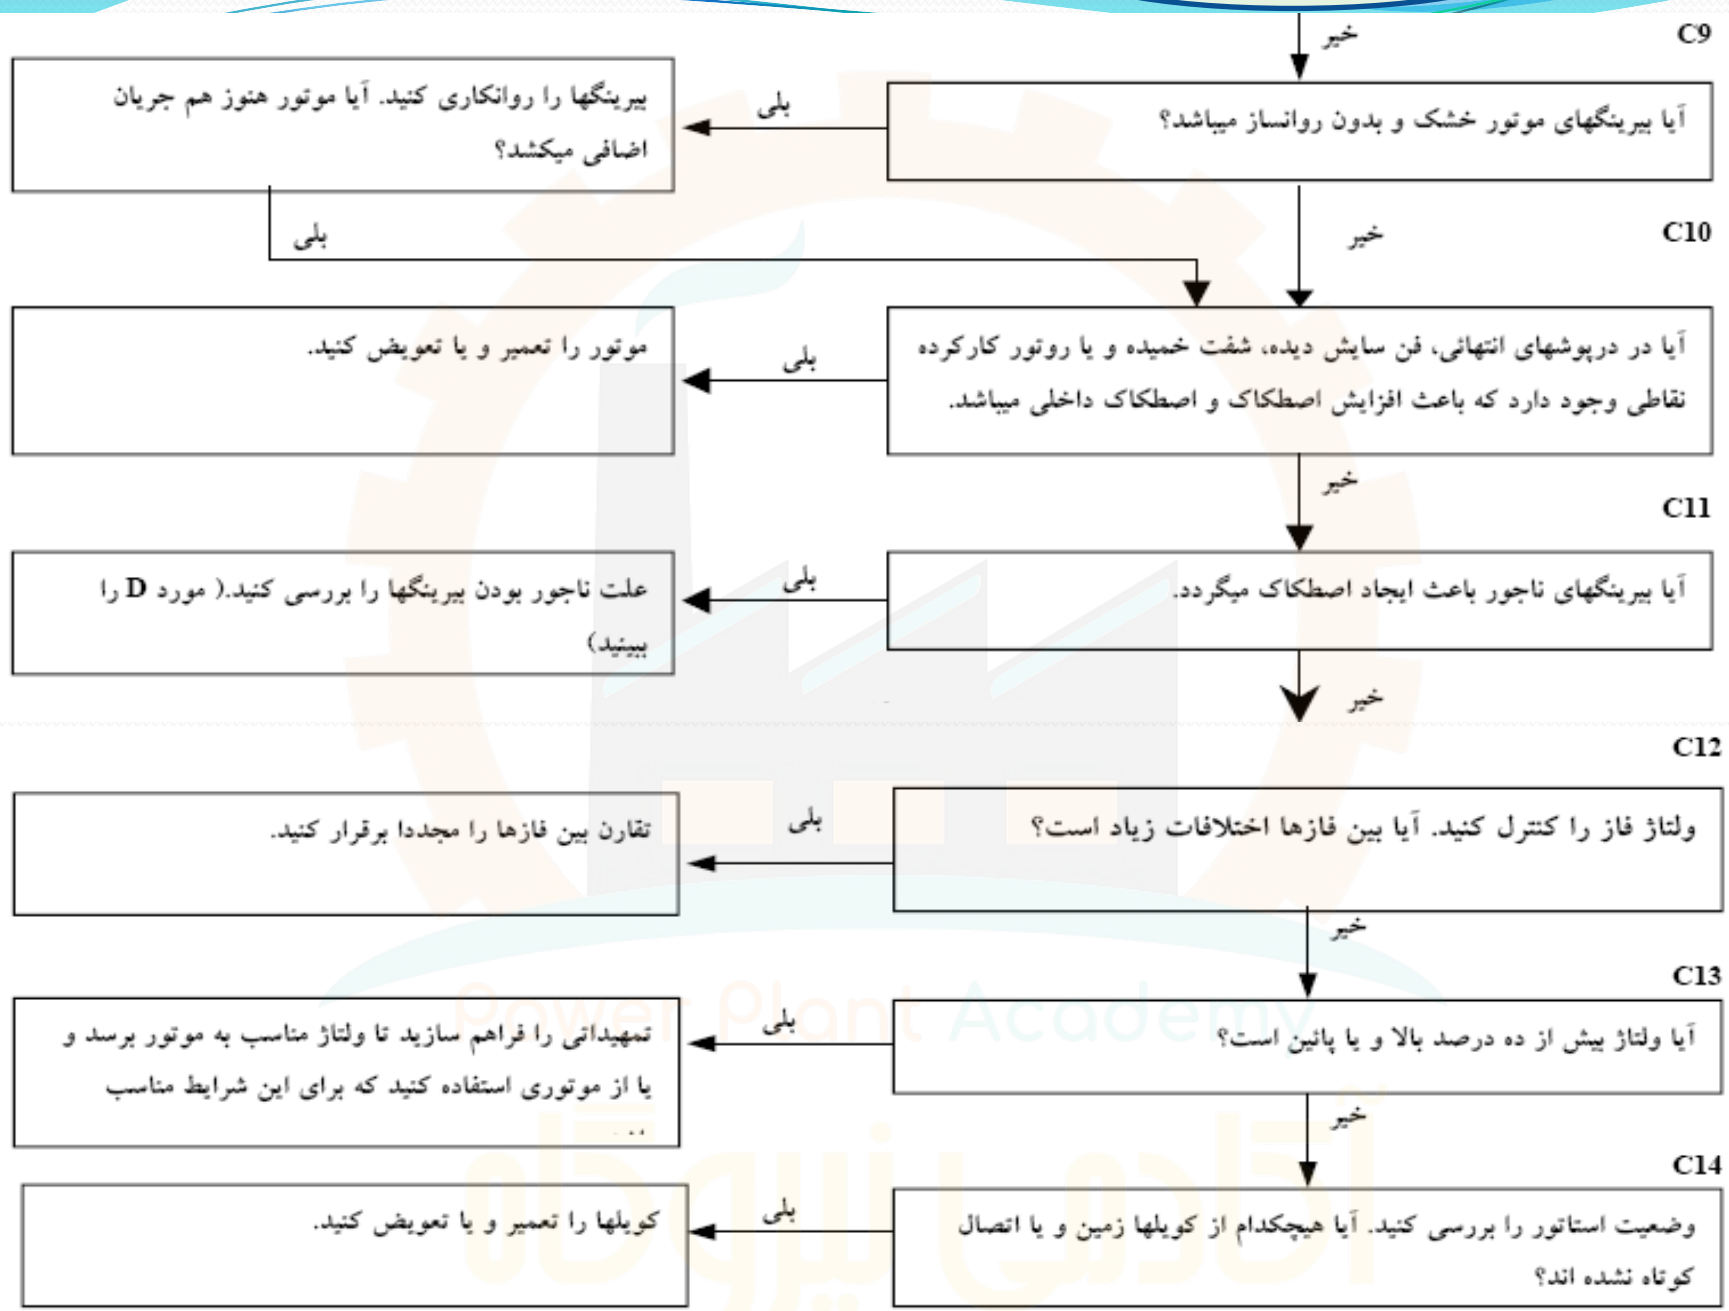 C9
خیر
آیا بیرینگهای موتور خشک و بدون روانساز میباشد؟
بلی
بیرینگها را روانکاری کنید. آیا موتور هنوز هم جریان
اضافی میکشد؟
C10
خیر
بلی
آیا در درپوشهای انتهائی، فن سایش دیده، شفت خمیده و یا روتور کارکرده
نقاطی وجود دارد که باعث افزایش اصطکاک و اصطکاک داخلی میباشد.
بلی
موتور را تعمیر و یا تعویض کنید.
C11
خیر
آیا بیرینگهای ناجور باعث ایجاد اصطکاک میگردد.
بلی
علت ناجور بودن بیرینگها را بررسی کنید.( مورد D را
ببینید)
خیر
C12
ولتاژ فاز را کنترل کنید. آیا بین فازها اختلافات زیاد است؟
بلی
تقارن بین فازها را مجددا برقرار کنید.
خیر
C13
آیا ولتاژ بیش از ده درصد بالا و یا پائین است؟
بلی
تمهیداتی را فراهم سازید تا ولتاژ مناسب به موتور برسد و
یا از موتوری استفاده کنید که برای این شرایط مناسب
خیر
C14
وضعیت استاتور را بررسی کنید. آیا هیچکدام از کویلها زمین و یا اتصال
کوتاه نشده اند؟
بلی
کویلها را تعمیر و یا تعویض کنید.
Power Plant Academy
آکادمی نیروگاه